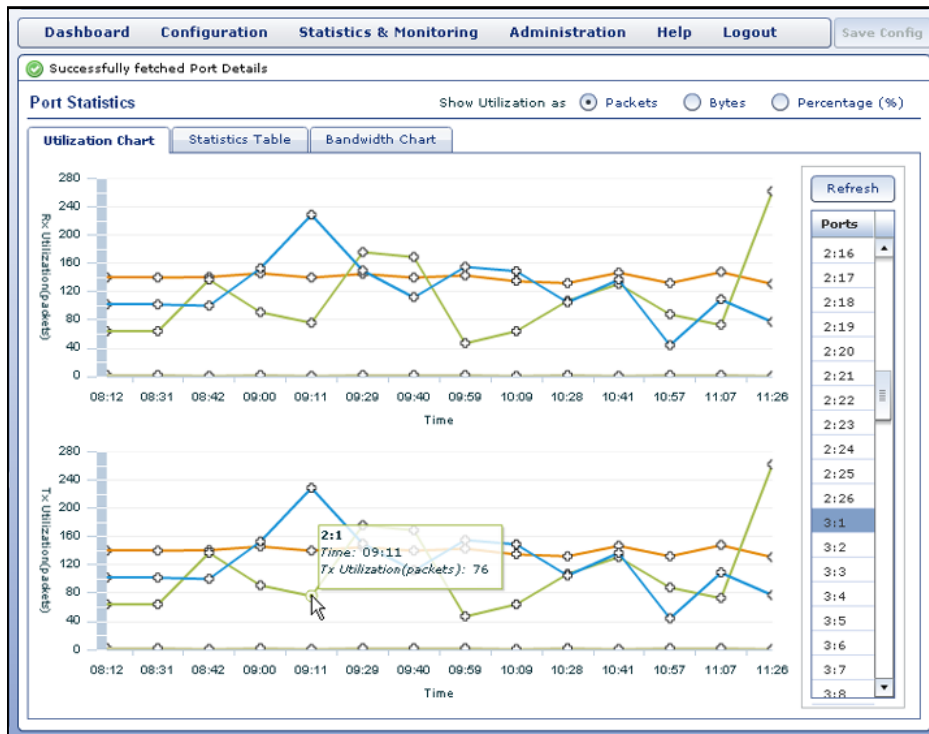 Dashboard Configuration Statistics & Monitoring Administration Help Logout Save Config
Successfully fetched Port Details
Port Statistics
Show Utilization as Packets Bytes Percentage (%)
Utilization Chart Statistics Table Bandwidth Chart
280
240
200
160
120
80
40
0
Rx Utilization(packets)
08:12 08:31 08:42 09:00 09:11 09:29 09:40 09:59 10:09 10:28 10:41 10:57 11:07 11:26
Time
280
240
200
160
120
80
40
0
Tx Utilization(packets)
2:1
Time: 09:11
Tx Utilization(packets): 76
08:12 08:31 08:42 09:00 09:11 09:29 09:40 09:59 10:09 10:28 10:41 10:57 11:07 11:26
Time
Refresh
Ports
2:16
2:17
2:18
2:19
2:20
2:21
2:22
2:23
2:24
2:25
2:26
3:1
3:2
3:3
3:4
3:5
3:6
3:7
3:8